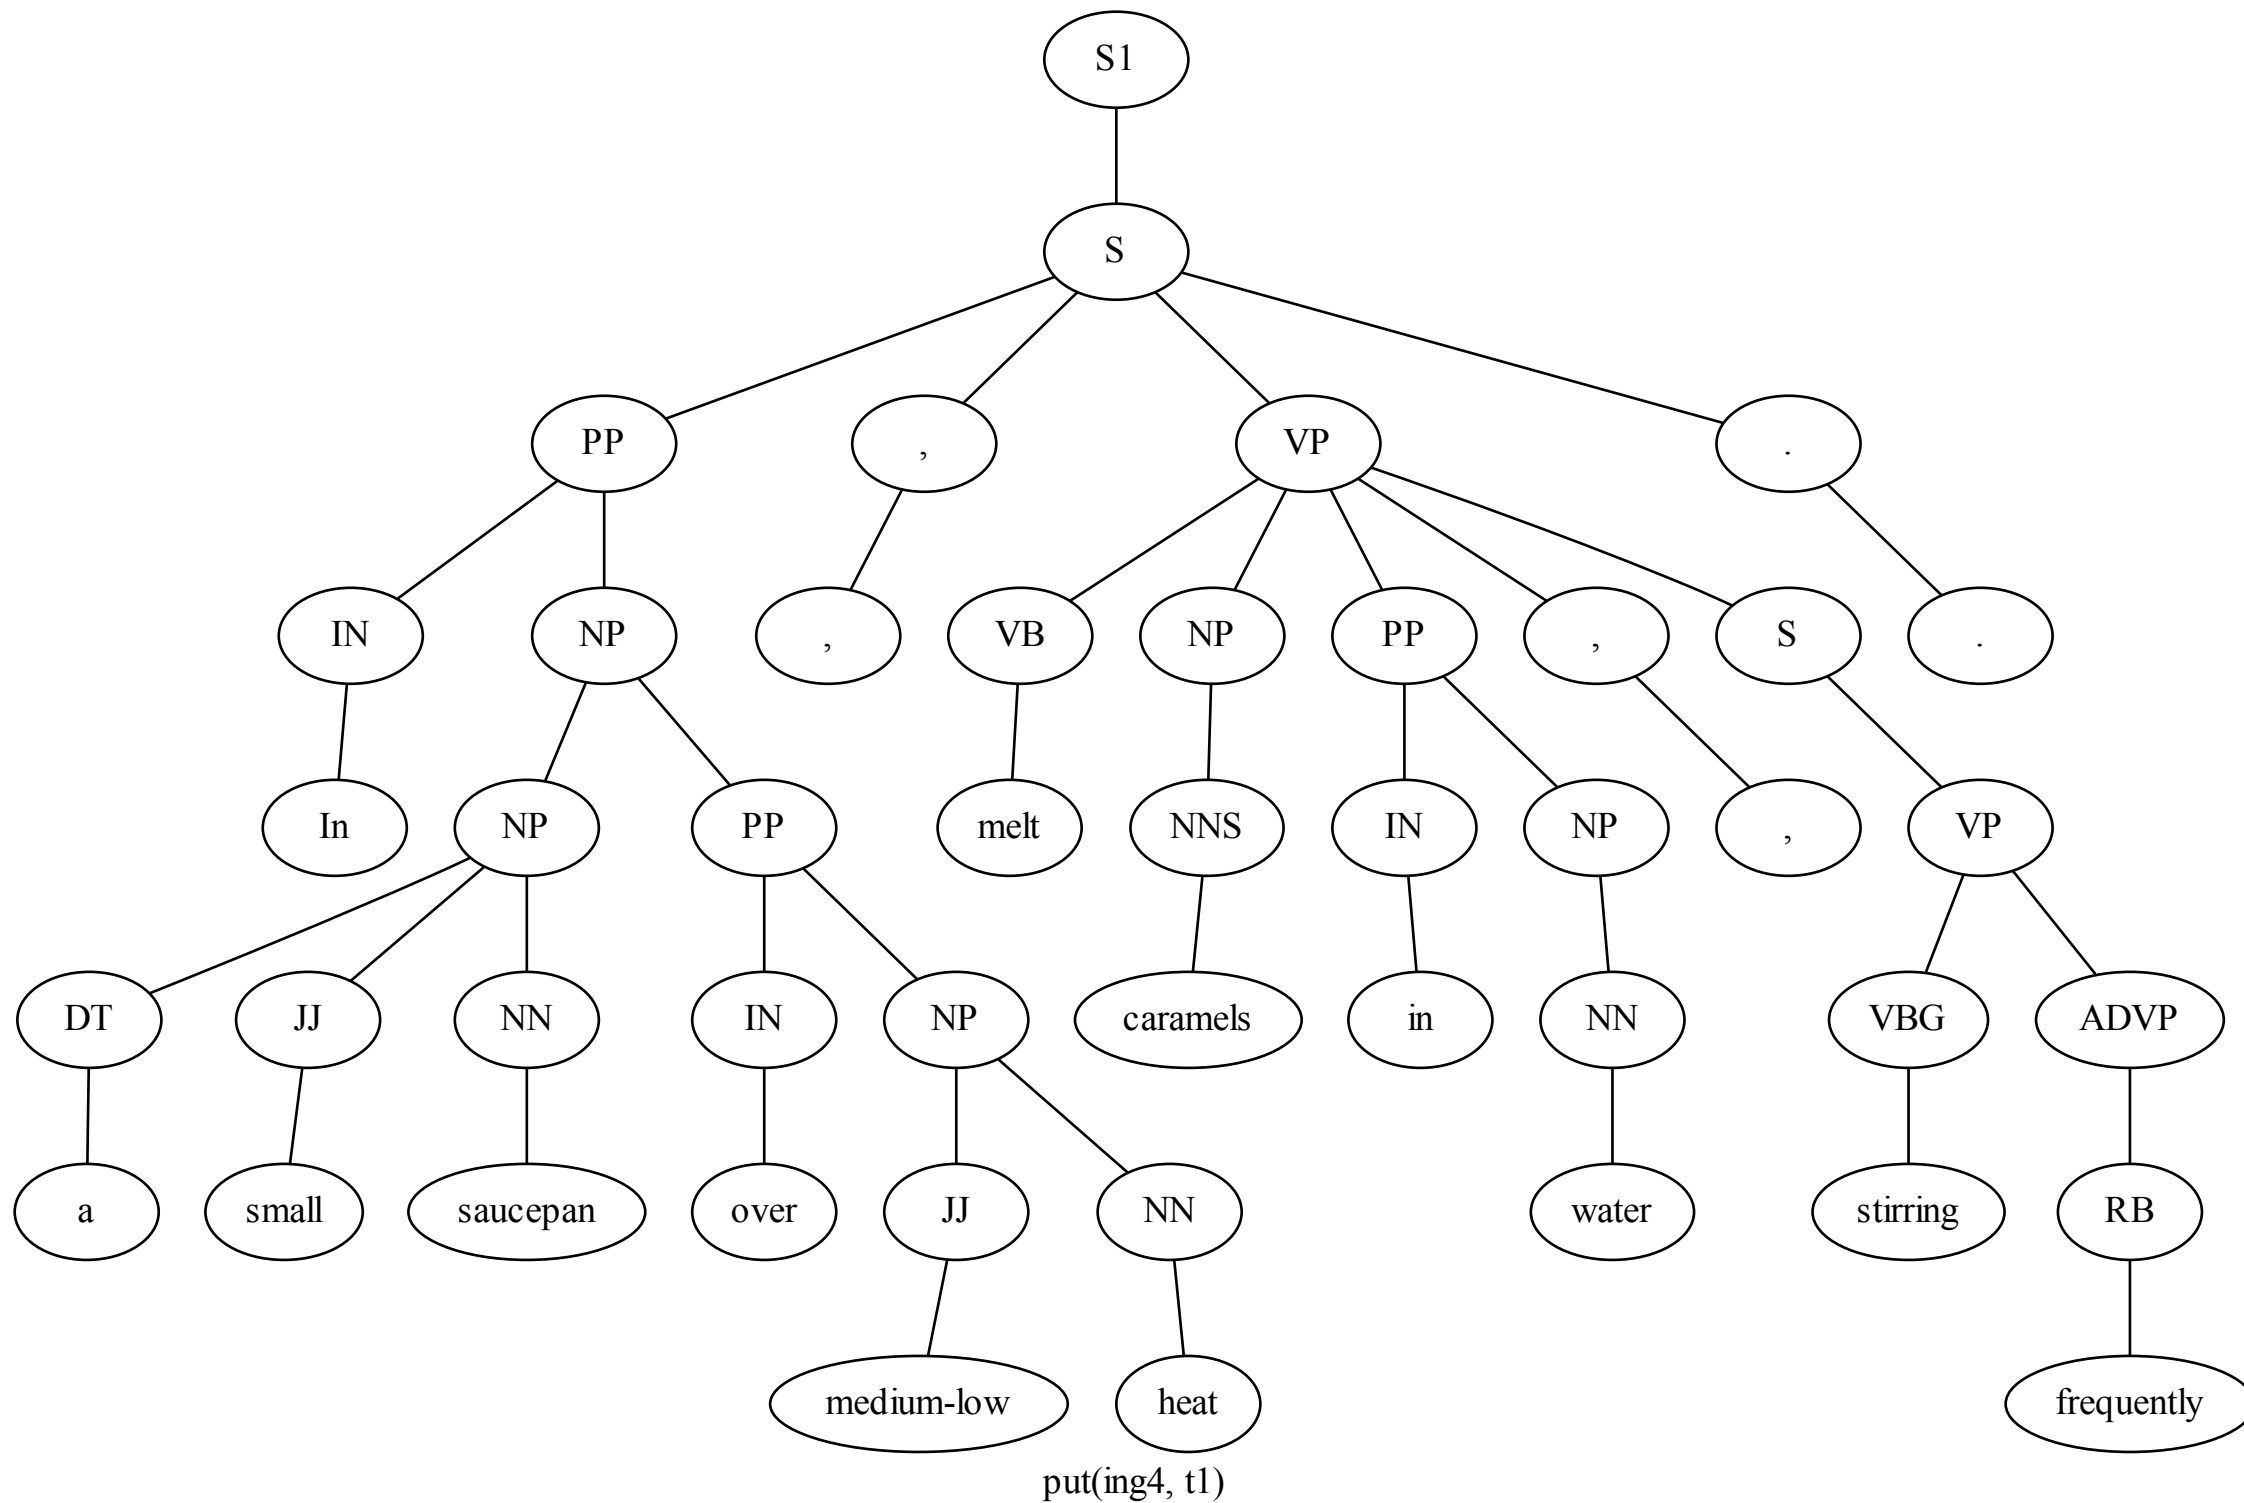 S1
S
PP , VP .
IN NP , VB NP PP , S .
In NP PP melt NNS IN NP , VP
DT JJ NN IN NP caramels in NN VBG ADVP
a small saucepan over JJ NN water stirring RB
medium-low heat frequently
put(ing4, t1)